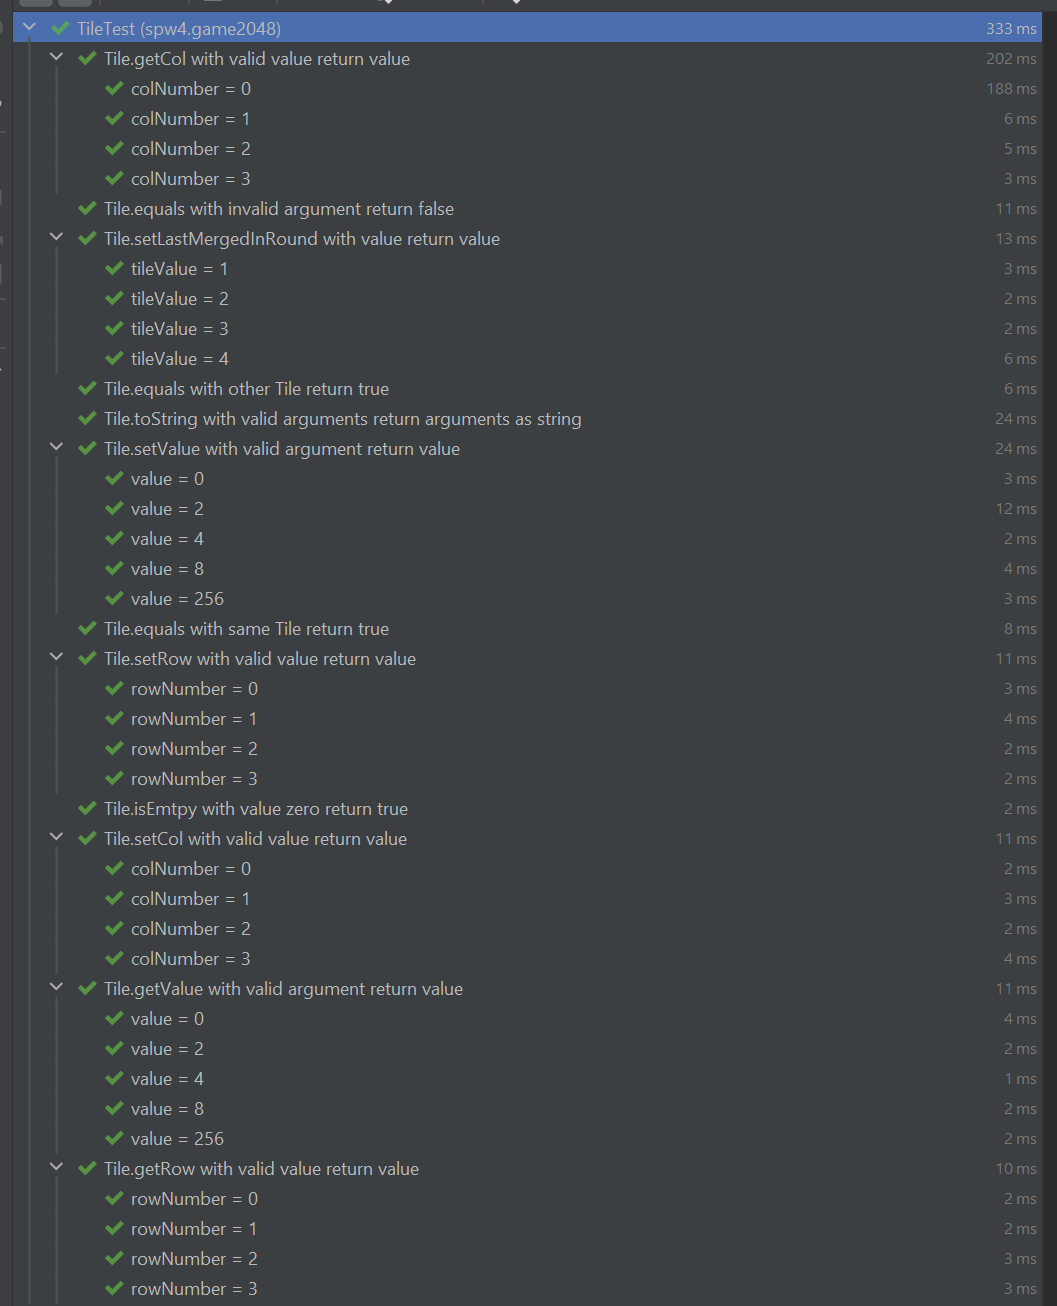 TileTest (spw4.game2048) 333 ms
Tile.getCol with valid value return value 202 ms
colNumber = 0 188 ms
colNumber = 1 6 ms
colNumber = 2 5 ms
colNumber = 3 3 ms
Tile.equals with invalid argument return false 11 ms
Tile.setLastMergedInRound with value return value 13 ms
tileValue = 1 3 ms
tileValue = 2 2 ms
tileValue = 3 2 ms
tileValue = 4 6 ms
Tile.equals with other Tile return true 6 ms
Tile.toString with valid arguments return arguments as string 24 ms
Tile.setValue with valid argument return value 24 ms
value = 0 3 ms
value = 2 12 ms
value = 4 2 ms
value = 8 4 ms
value = 256 3 ms
Tile.equals with same Tile return true 8 ms
Tile.setRow with valid value return value 11 ms
rowNumber = 0 3 ms
rowNumber = 1 4 ms
rowNumber = 2 2 ms
rowNumber = 3 2 ms
Tile.isEmtpy with value zero return true 2 ms
Tile.setCol with valid value return value 11 ms
colNumber = 0 2 ms
colNumber = 1 3 ms
colNumber = 2 2 ms
colNumber = 3 4 ms
Tile.getValue with valid argument return value 11 ms
value = 0 4 ms
value = 2 2 ms
value = 4 1 ms
value = 8 2 ms
value = 256 2 ms
Tile.getRow with valid value return value 10 ms
rowNumber = 0 2 ms
rowNumber = 1 2 ms
rowNumber = 2 3 ms
rowNumber = 3 3 ms